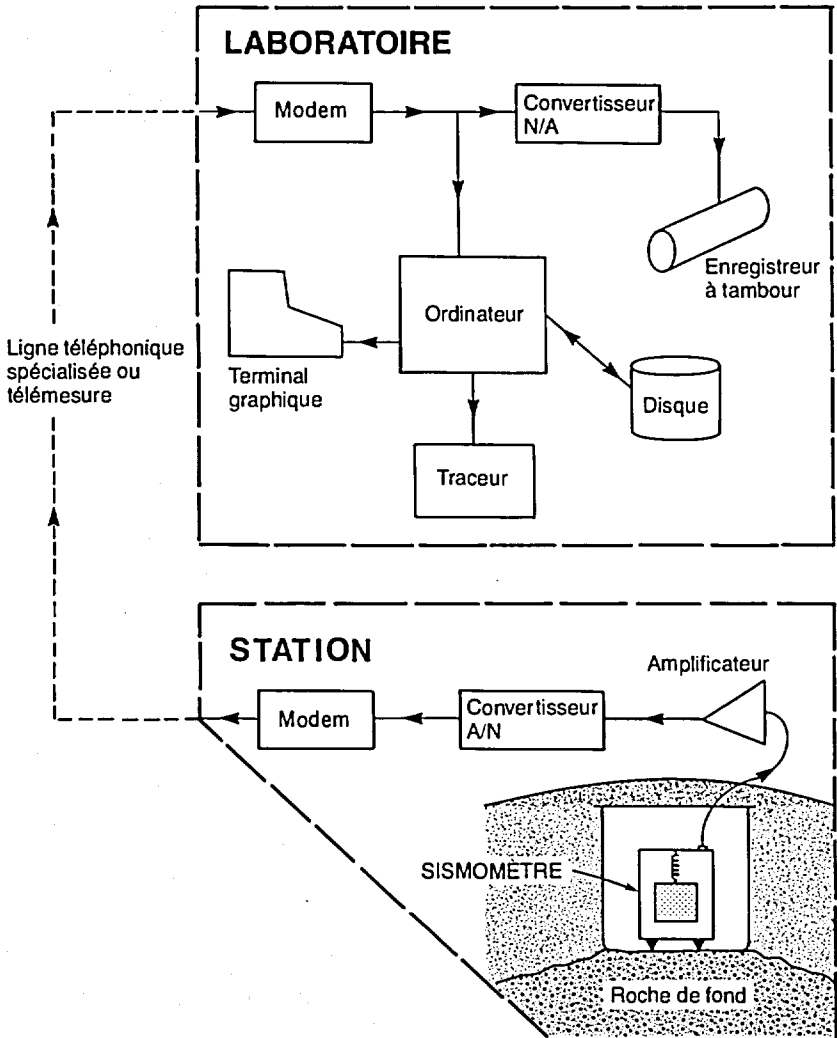 LABORATOIRE
Modem
Convertisseur
N/A
Enregistreur
à tambour
Ordinateur
Ligne téléphonique
spécialisée ou
télémesure
Terminal
graphique
Disque
Traceur
STATION
Amplificateur
Modem
Convertisseur
A/N
SISMOMÈTRE
Roche de fond